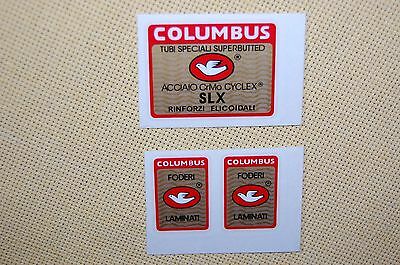 COLUMBUS
TUBI SPECIALI SUPERBUTTED
®
ACCIAIO CrMo CYCLEX®
SLX
RINFORZI ELICOIDALI
COLUMBUS
FODERI
®
LAMINATI
COLUMBUS
FODERI
®
LAMINATI